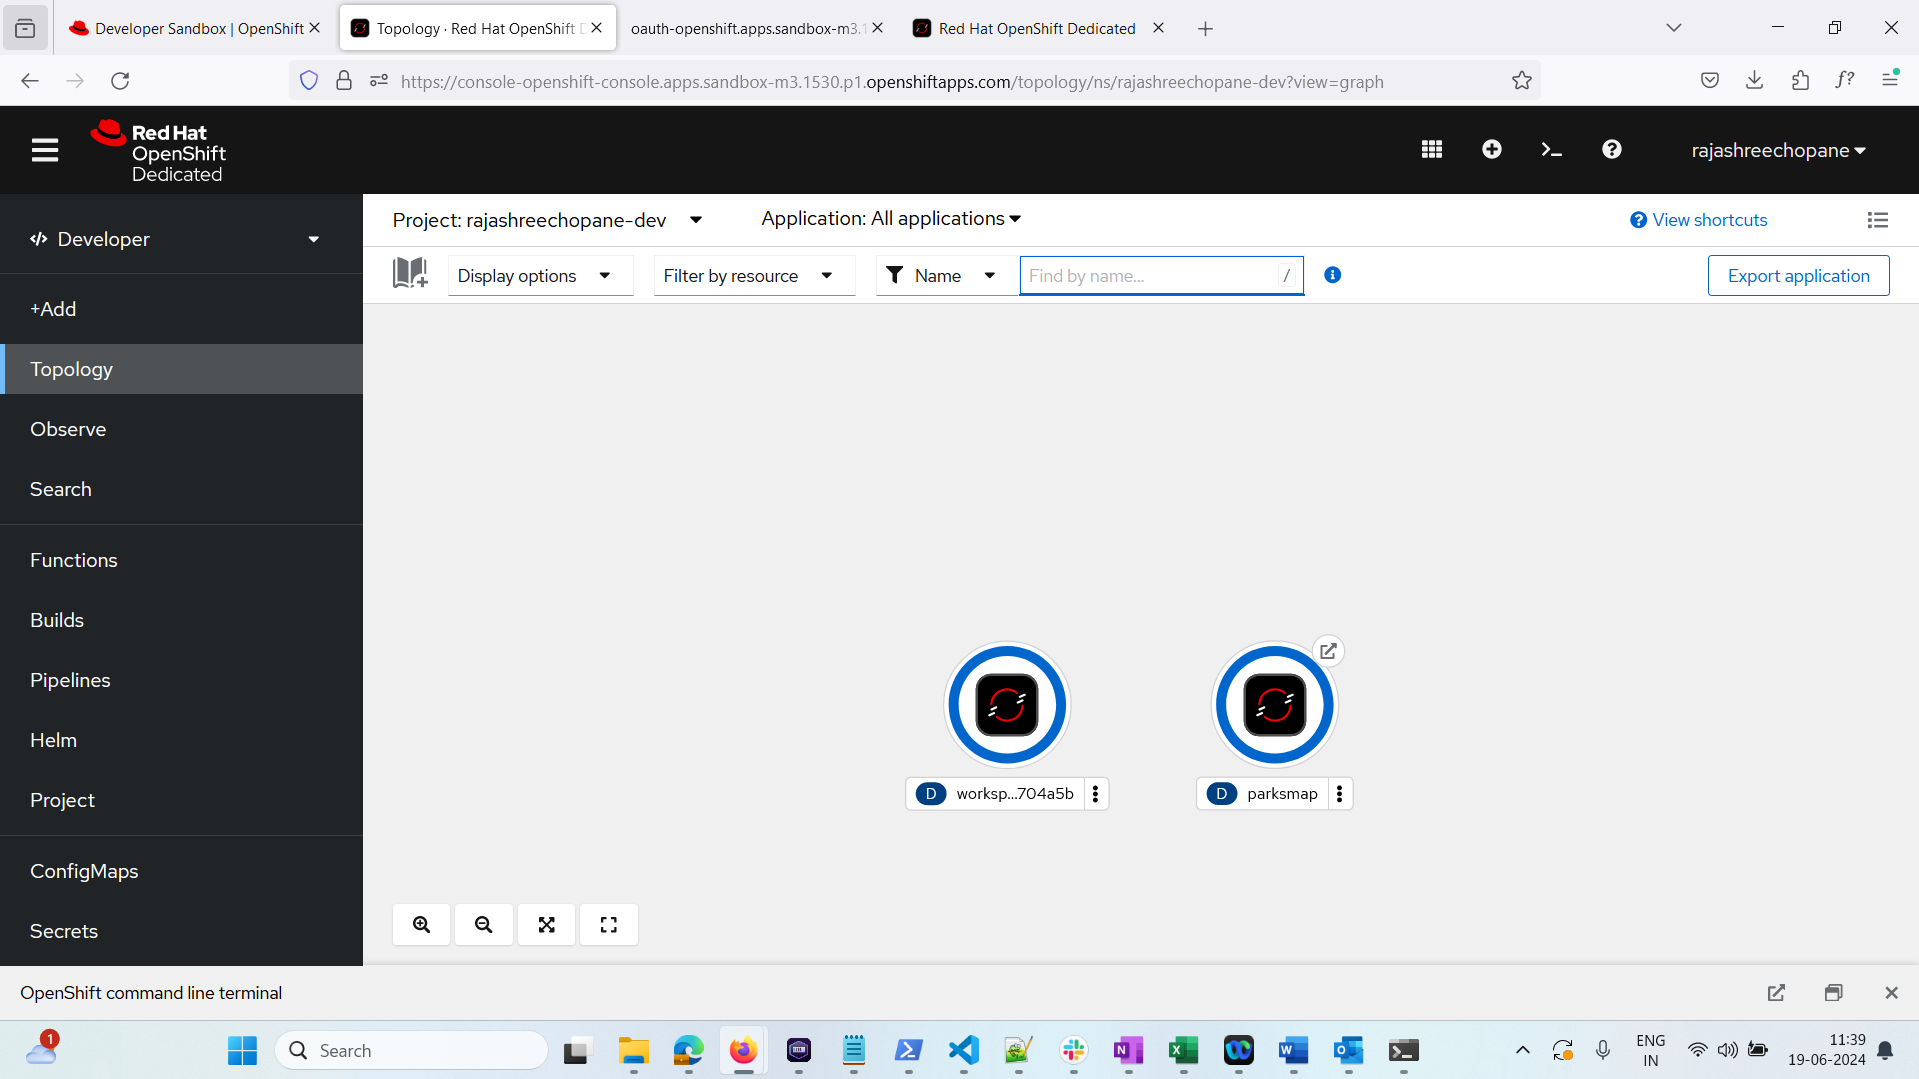 Developer Sandbox | OpenShift
Topology · Red Hat OpenShift D
oauth-openshift.apps.sandbox-m3.1
Red Hat OpenShift Dedicated
https://console-openshift-console.apps.sandbox-m3.1530.p1.openshiftapps.com/topology/ns/rajashreechopane-dev?view=graph
Red Hat
OpenShift
Dedicated
rajashreechopane
Developer
+Add
Topology
Observe
Search
Functions
Builds
Pipelines
Helm
Project
ConfigMaps
Secrets
Project: rajashreechopane-dev
Application: All applications
View shortcuts
Display options
Filter by resource
Name
Find by name...
/
Export application
D worksp...704a5b
D parksmap
OpenShift command line terminal
1
Search
ENG
IN
11:39
19-06-2024